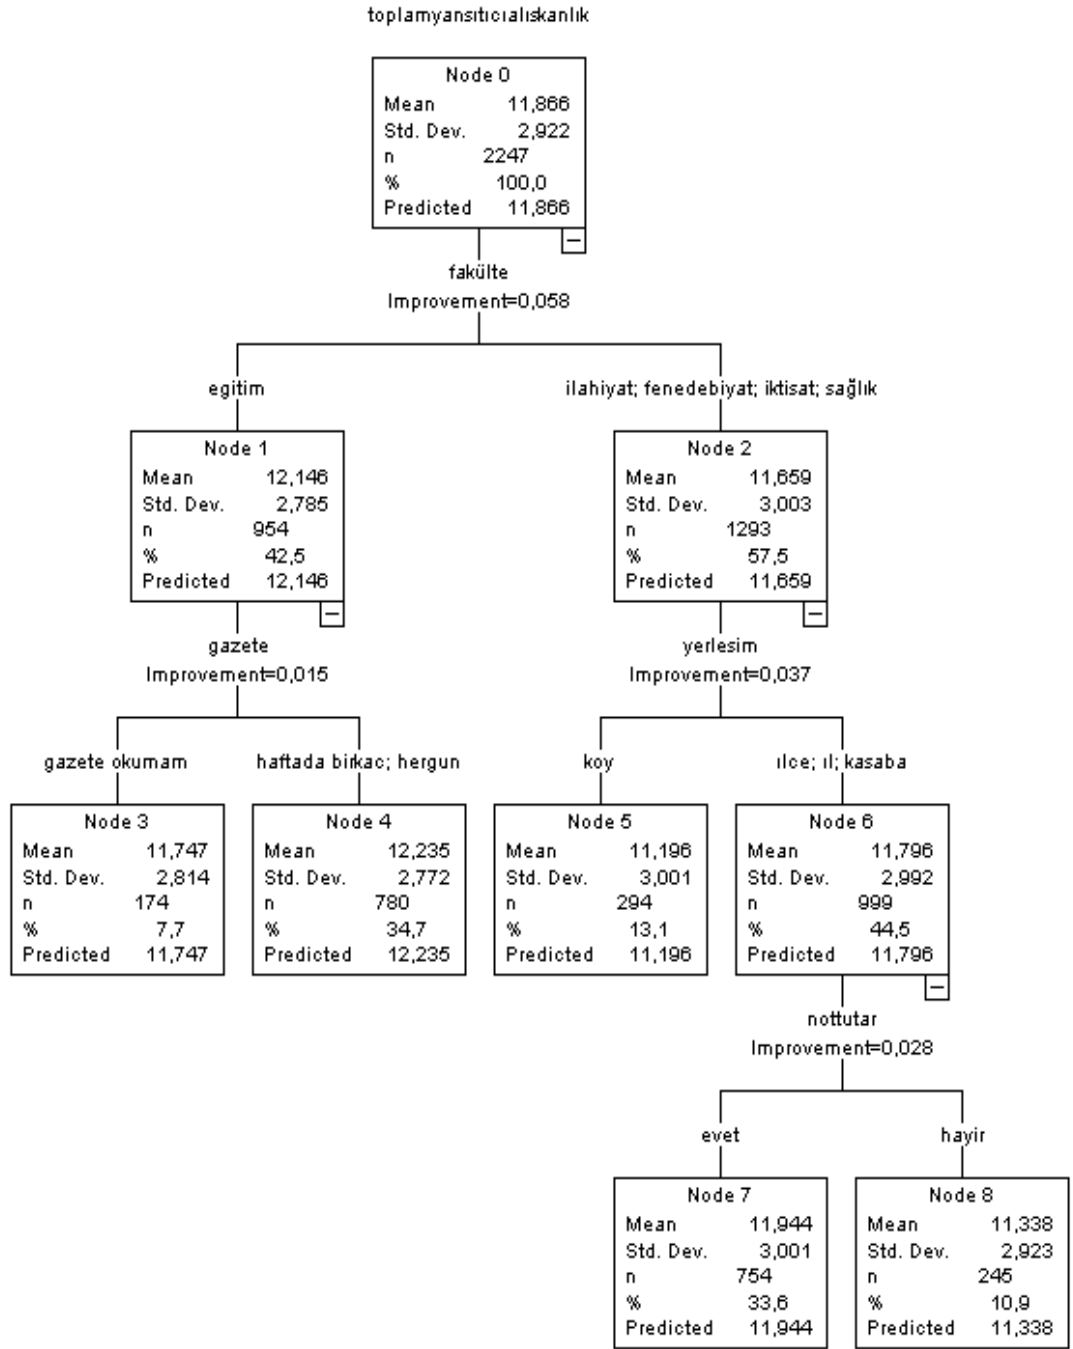 toplamyansıtıcıalıskanlık
Node 0
Mean 11,866
Std. Dev. 2,922
n 2247
% 100,0
Predicted 11,866
fakülte
Improvement=0,058
egitim
ilahiyat; fenedebiyat; iktisat; sağlık
Node 1
Mean 12,146
Std. Dev. 2,785
n 954
% 42,5
Predicted 12,146
Node 2
Mean 11,659
Std. Dev. 3,003
n 1293
% 57,5
Predicted 11,659
gazete
Improvement=0,015
yerlesim
Improvement=0,037
gazete okumam
haftada birkac; hergun
koy
ılce; ıl; kasaba
Node 3
Mean 11,747
Std. Dev. 2,814
n 174
% 7,7
Predicted 11,747
Node 4
Mean 12,235
Std. Dev. 2,772
n 780
% 34,7
Predicted 12,235
Node 5
Mean 11,196
Std. Dev. 3,001
n 294
% 13,1
Predicted 11,196
Node 6
Mean 11,796
Std. Dev. 2,992
n 999
% 44,5
Predicted 11,796
nottutar
Improvement=0,028
evet
hayir
Node 7
Mean 11,944
Std. Dev. 3,001
n 754
% 33,6
Predicted 11,944
Node 8
Mean 11,338
Std. Dev. 2,923
n 245
% 10,9
Predicted 11,338